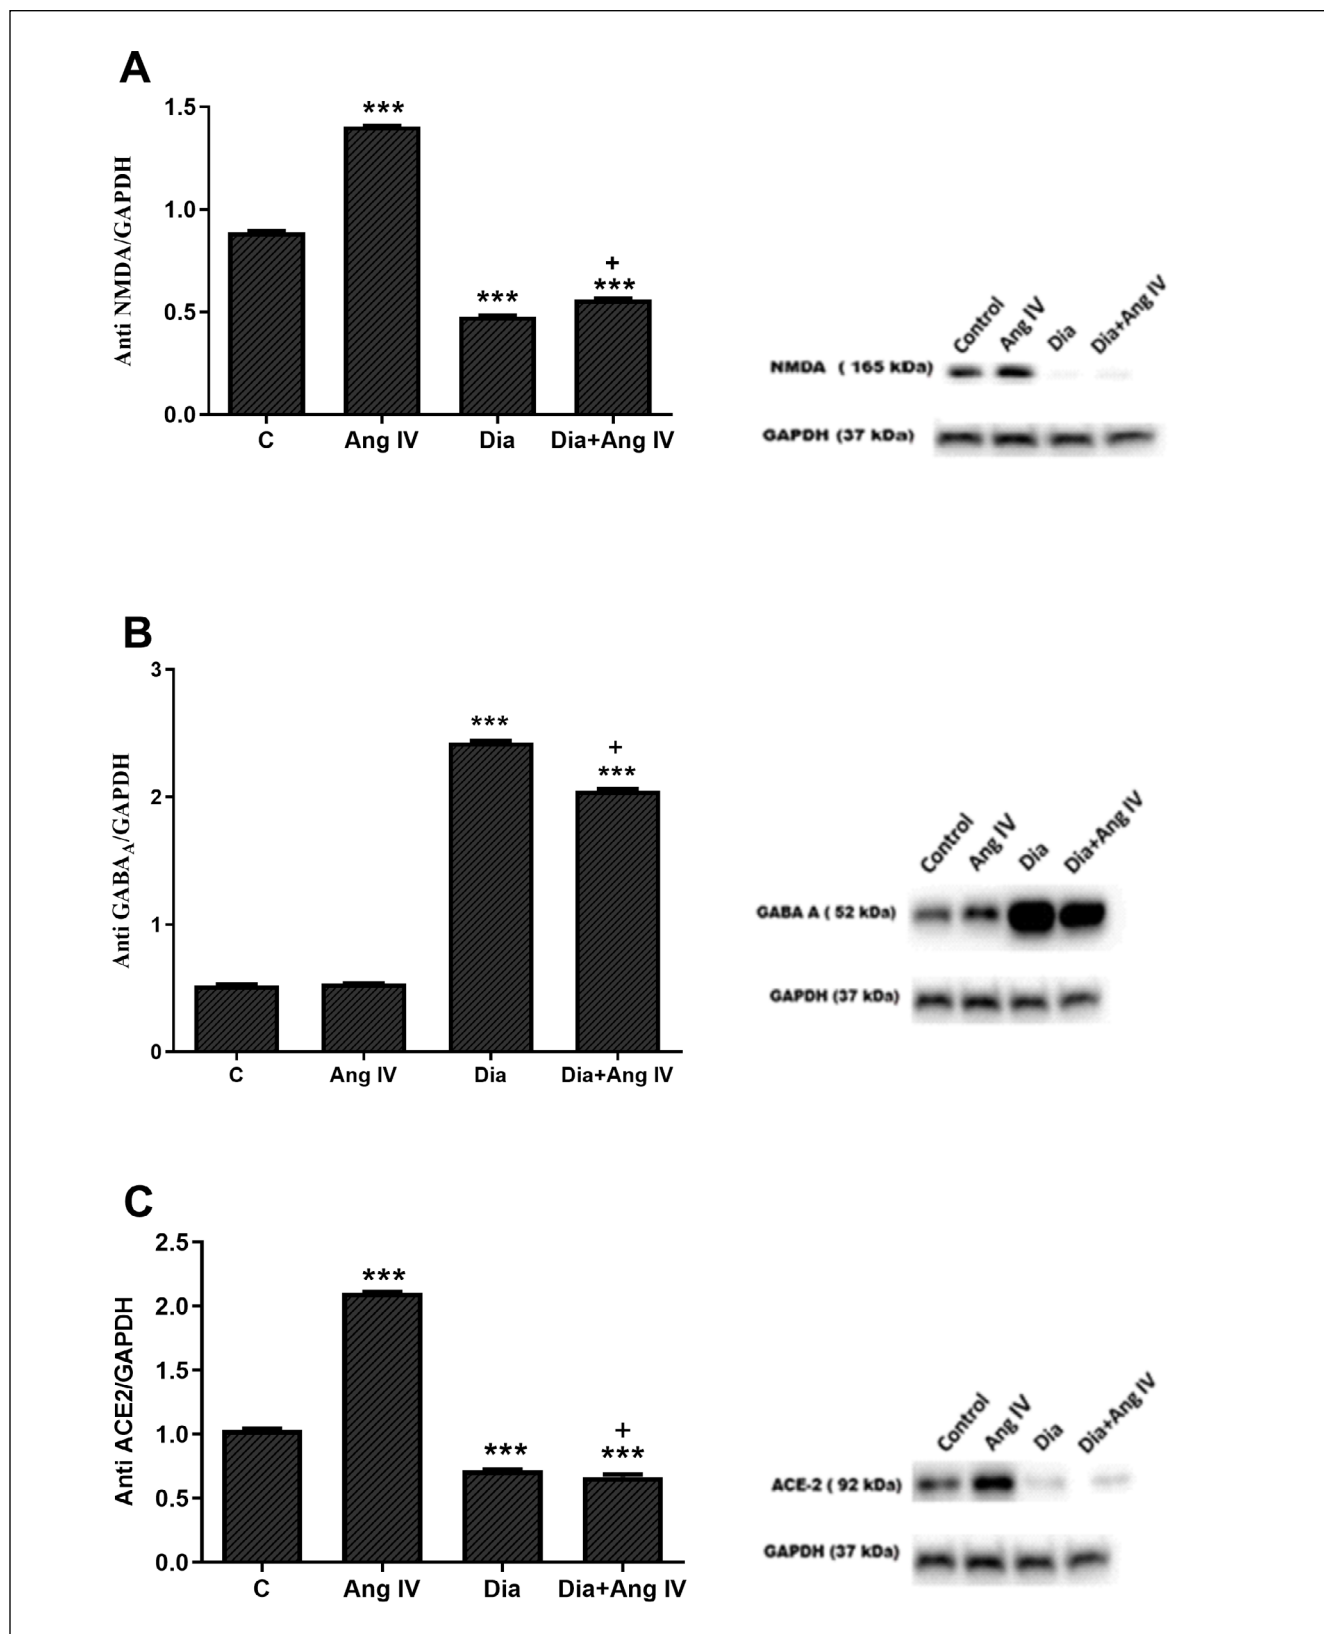 A
1.5
***
Anti NMDA/GAPDH
1.0
+
***
***
0.5
0.0
C Ang IV Dia Dia+Ang IV
Control Ang IV Dia Dia+Ang IV
NMDA ( 165 kDa)
GAPDH (37 kDa)
B
3
***
+
***
Anti GABAA/GAPDH
2
1
0
C Ang IV Dia Dia+Ang IV
Control Ang IV Dia Dia+Ang IV
GABA A ( 52 kDa)
GAPDH (37 kDa)
C
2.5
***
2.0
Anti ACE2/GAPDH
1.5
+
***
***
1.0
0.5
0.0
C Ang IV Dia Dia+Ang IV
Control Ang IV Dia Dia+Ang IV
ACE-2 ( 92 kDa)
GAPDH (37 kDa)